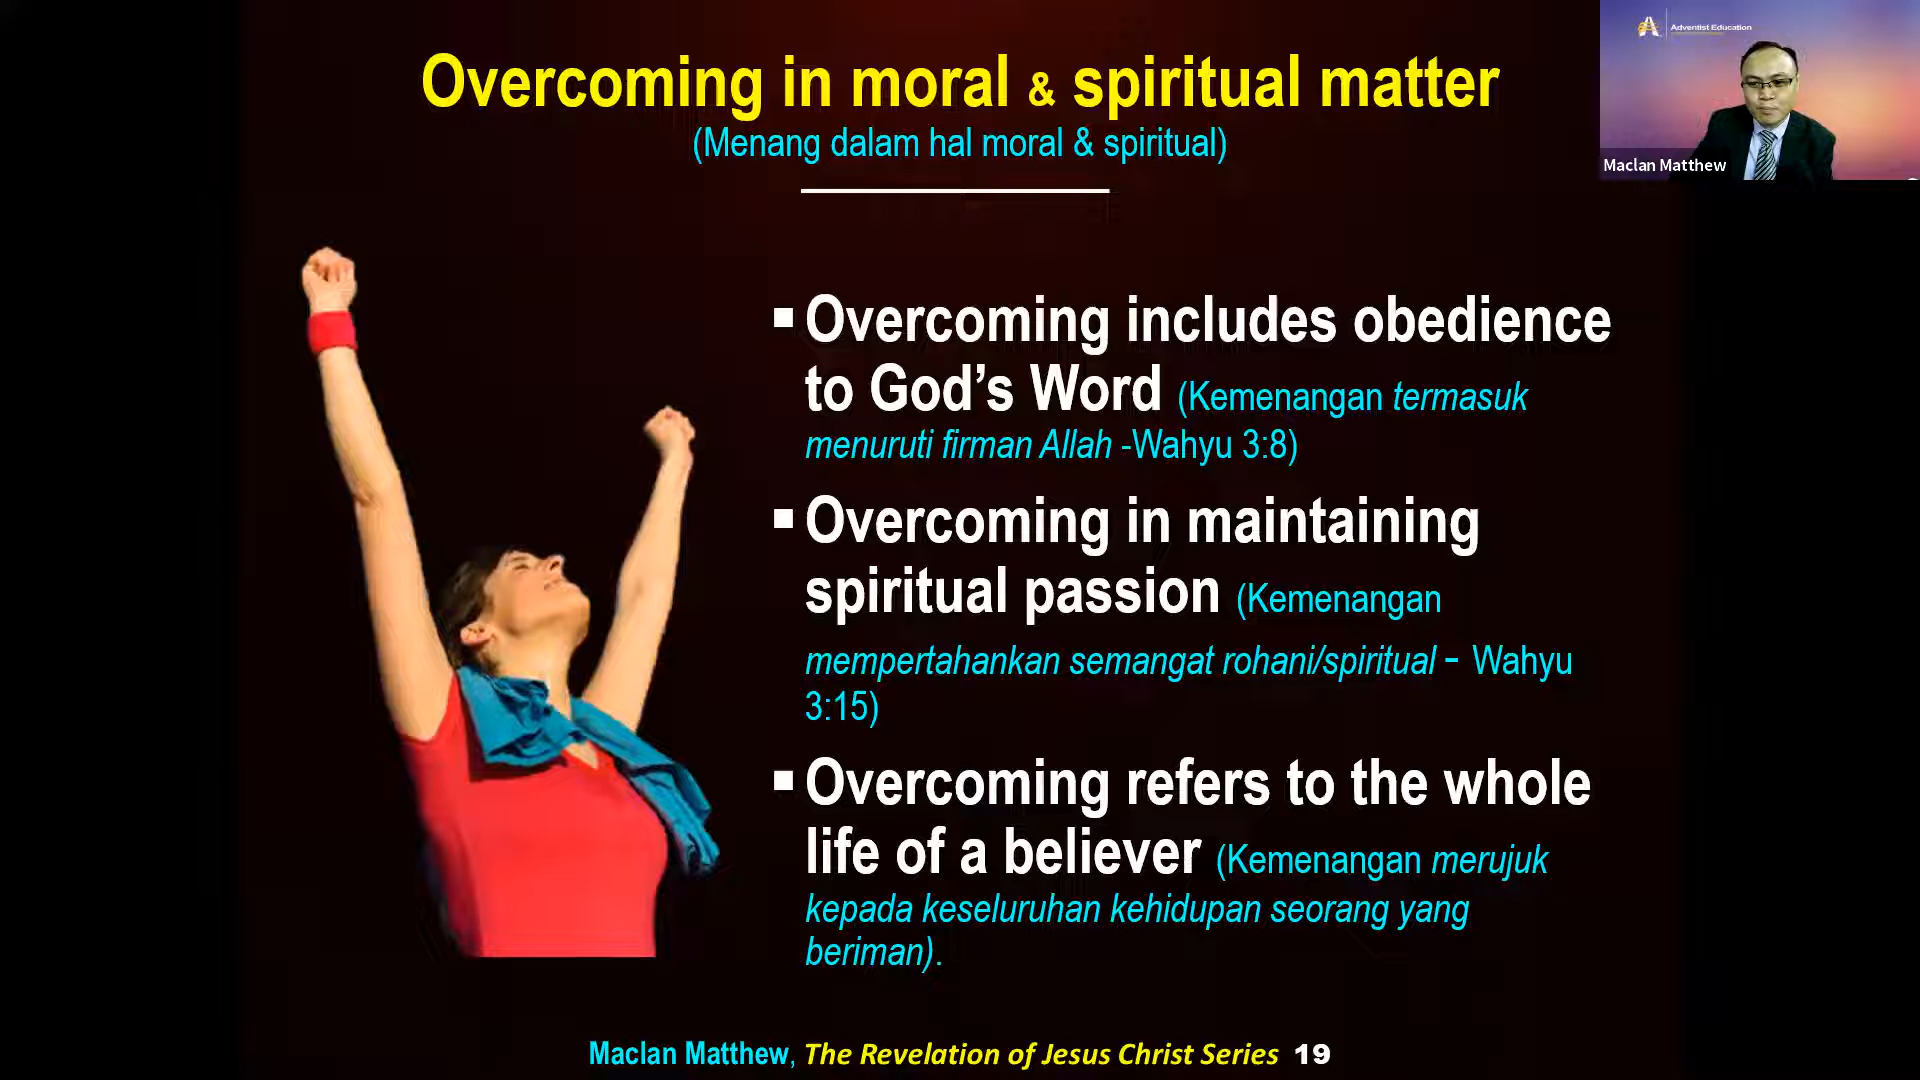 Overcoming in moral & spiritual matter
(Menang dalam hal moral & spiritual)
Adventist Education
Maclan Matthew
▪ Overcoming includes obedience
to God’s Word (Kemenangan termasuk
menuruti firman Allah -Wahyu 3:8)
▪ Overcoming in maintaining
spiritual passion (Kemenangan
mempertahankan semangat rohani/spiritual - Wahyu
3:15)
▪ Overcoming refers to the whole
life of a believer (Kemenangan merujuk
kepada keseluruhan kehidupan seorang yang
beriman).
Maclan Matthew, The Revelation of Jesus Christ Series 19